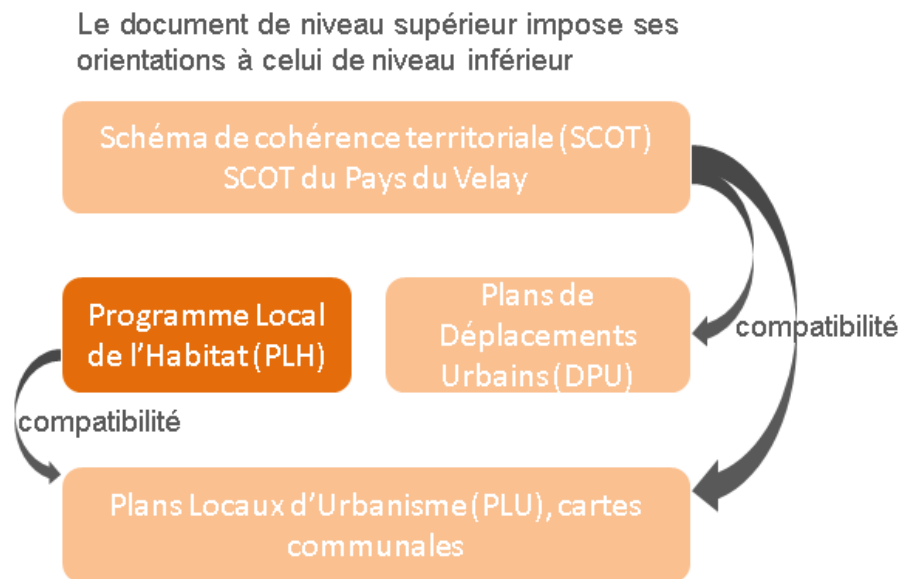 Le document de niveau supérieur impose ses
orientations à celui de niveau inférieur
Schéma de cohérence territoriale (SCOT)
SCOT du Pays du Velay
Programme Local
de l'Habitat (PLH)
Plans de
Déplacements
Urbains (DPU)
compatibilité
compatibilité
Plans Locaux d'Urbanisme (PLU), cartes
communales